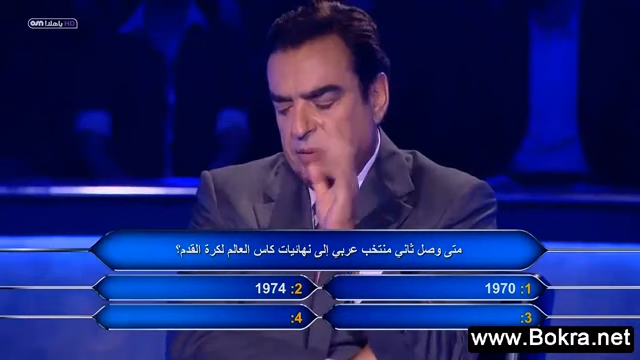 osn ياهلا HD
متى وصل ثاني منتخب عربي إلى نهائيات كاس العالم لكرة القدم؟
1: 1970
2: 1974
3:
4:
www.Bokra.net